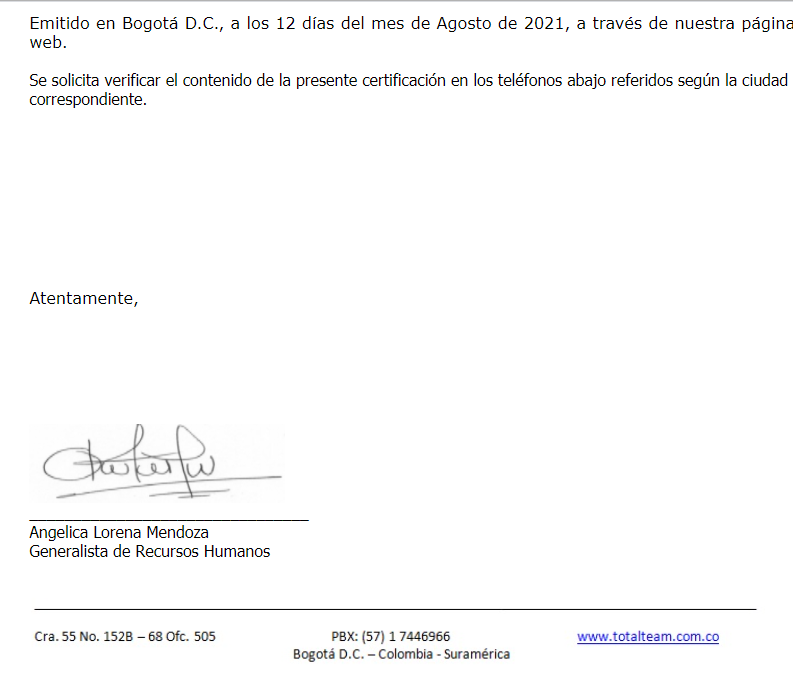 Emitido en Bogotá D.C., a los 12 días del mes de Agosto de 2021, a través de nuestra página
web.
Se solicita verificar el contenido de la presente certificación en los teléfonos abajo referidos según la ciudad
correspondiente.
Atentamente,
Angelica Lorena Mendoza
Generalista de Recursos Humanos
Cra. 55 No. 152B – 68 Ofc. 505
PBX: (57) 1 7446966
www.totalteam.com.co
Bogotá D.C. – Colombia - Suramérica